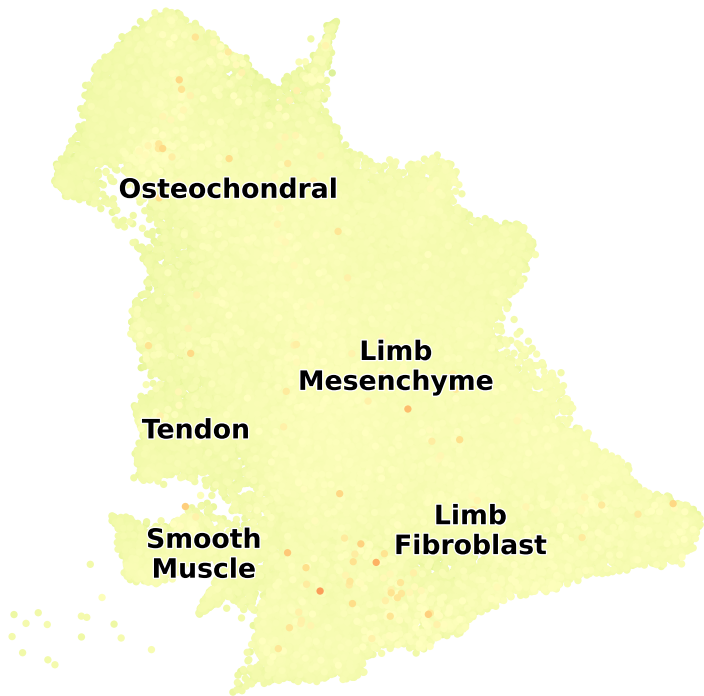 Osteochondral
Limb
Mesenchyme
Tendon
Limb
Fibroblast
Smooth
Muscle